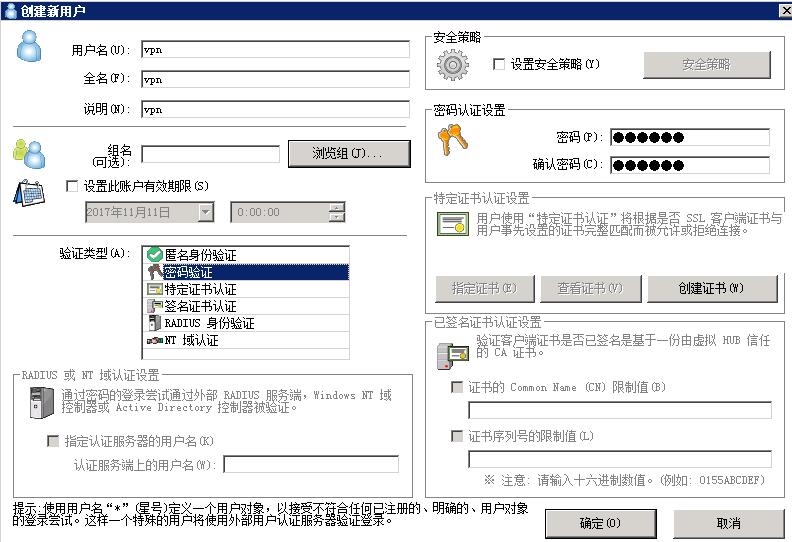 创建新用户
用户名(U): vpn
全名(F): vpn
说明(N): vpn
组名
(可选):
浏览组(J)...
设置此账户有效期限(S)
2017年11月11日 0:00:00
验证类型(A):
匿名身份验证
密码验证
特定证书认证
签名证书认证
RADIUS 身份验证
NT 域认证
RADIUS 或 NT 域认证设置
通过密码的登录尝试通过外部 RADIUS 服务端，Windows NT 域
控制器或 Active Directory 控制器被验证。
指定认证服务器的用户名(K)
认证服务端上的用户名(W):
提示:使用用户名“*”(星号)定义一个用户对象，以接受不符合任何已注册的、明确的、用户对象
的登录尝试。这样一个特殊的用户将使用外部用户认证服务器验证登录。
安全策略
设置安全策略(Y)
安全策略
密码认证设置
密码(P): ●●●●●●
确认密码(C): ●●●●●●
特定证书认证设置
用户使用“特定证书认证”将根据是否 SSL 客户端证书与
用户事先设置的证书完整匹配而被允许或拒绝连接。
指定证书(E)
查看证书(V)
创建证书(W)
已签名证书认证设置
验证客户端证书是否已签名是基于一份由虚拟 HUB 信任
的 CA 证书。
证书的 Common Name (CN) 限制值(B)
证书序列号的限制值(L)
※ 注意: 请输入十六进制数值。(例如: 0155ABCDEF)
确定(O)
取消